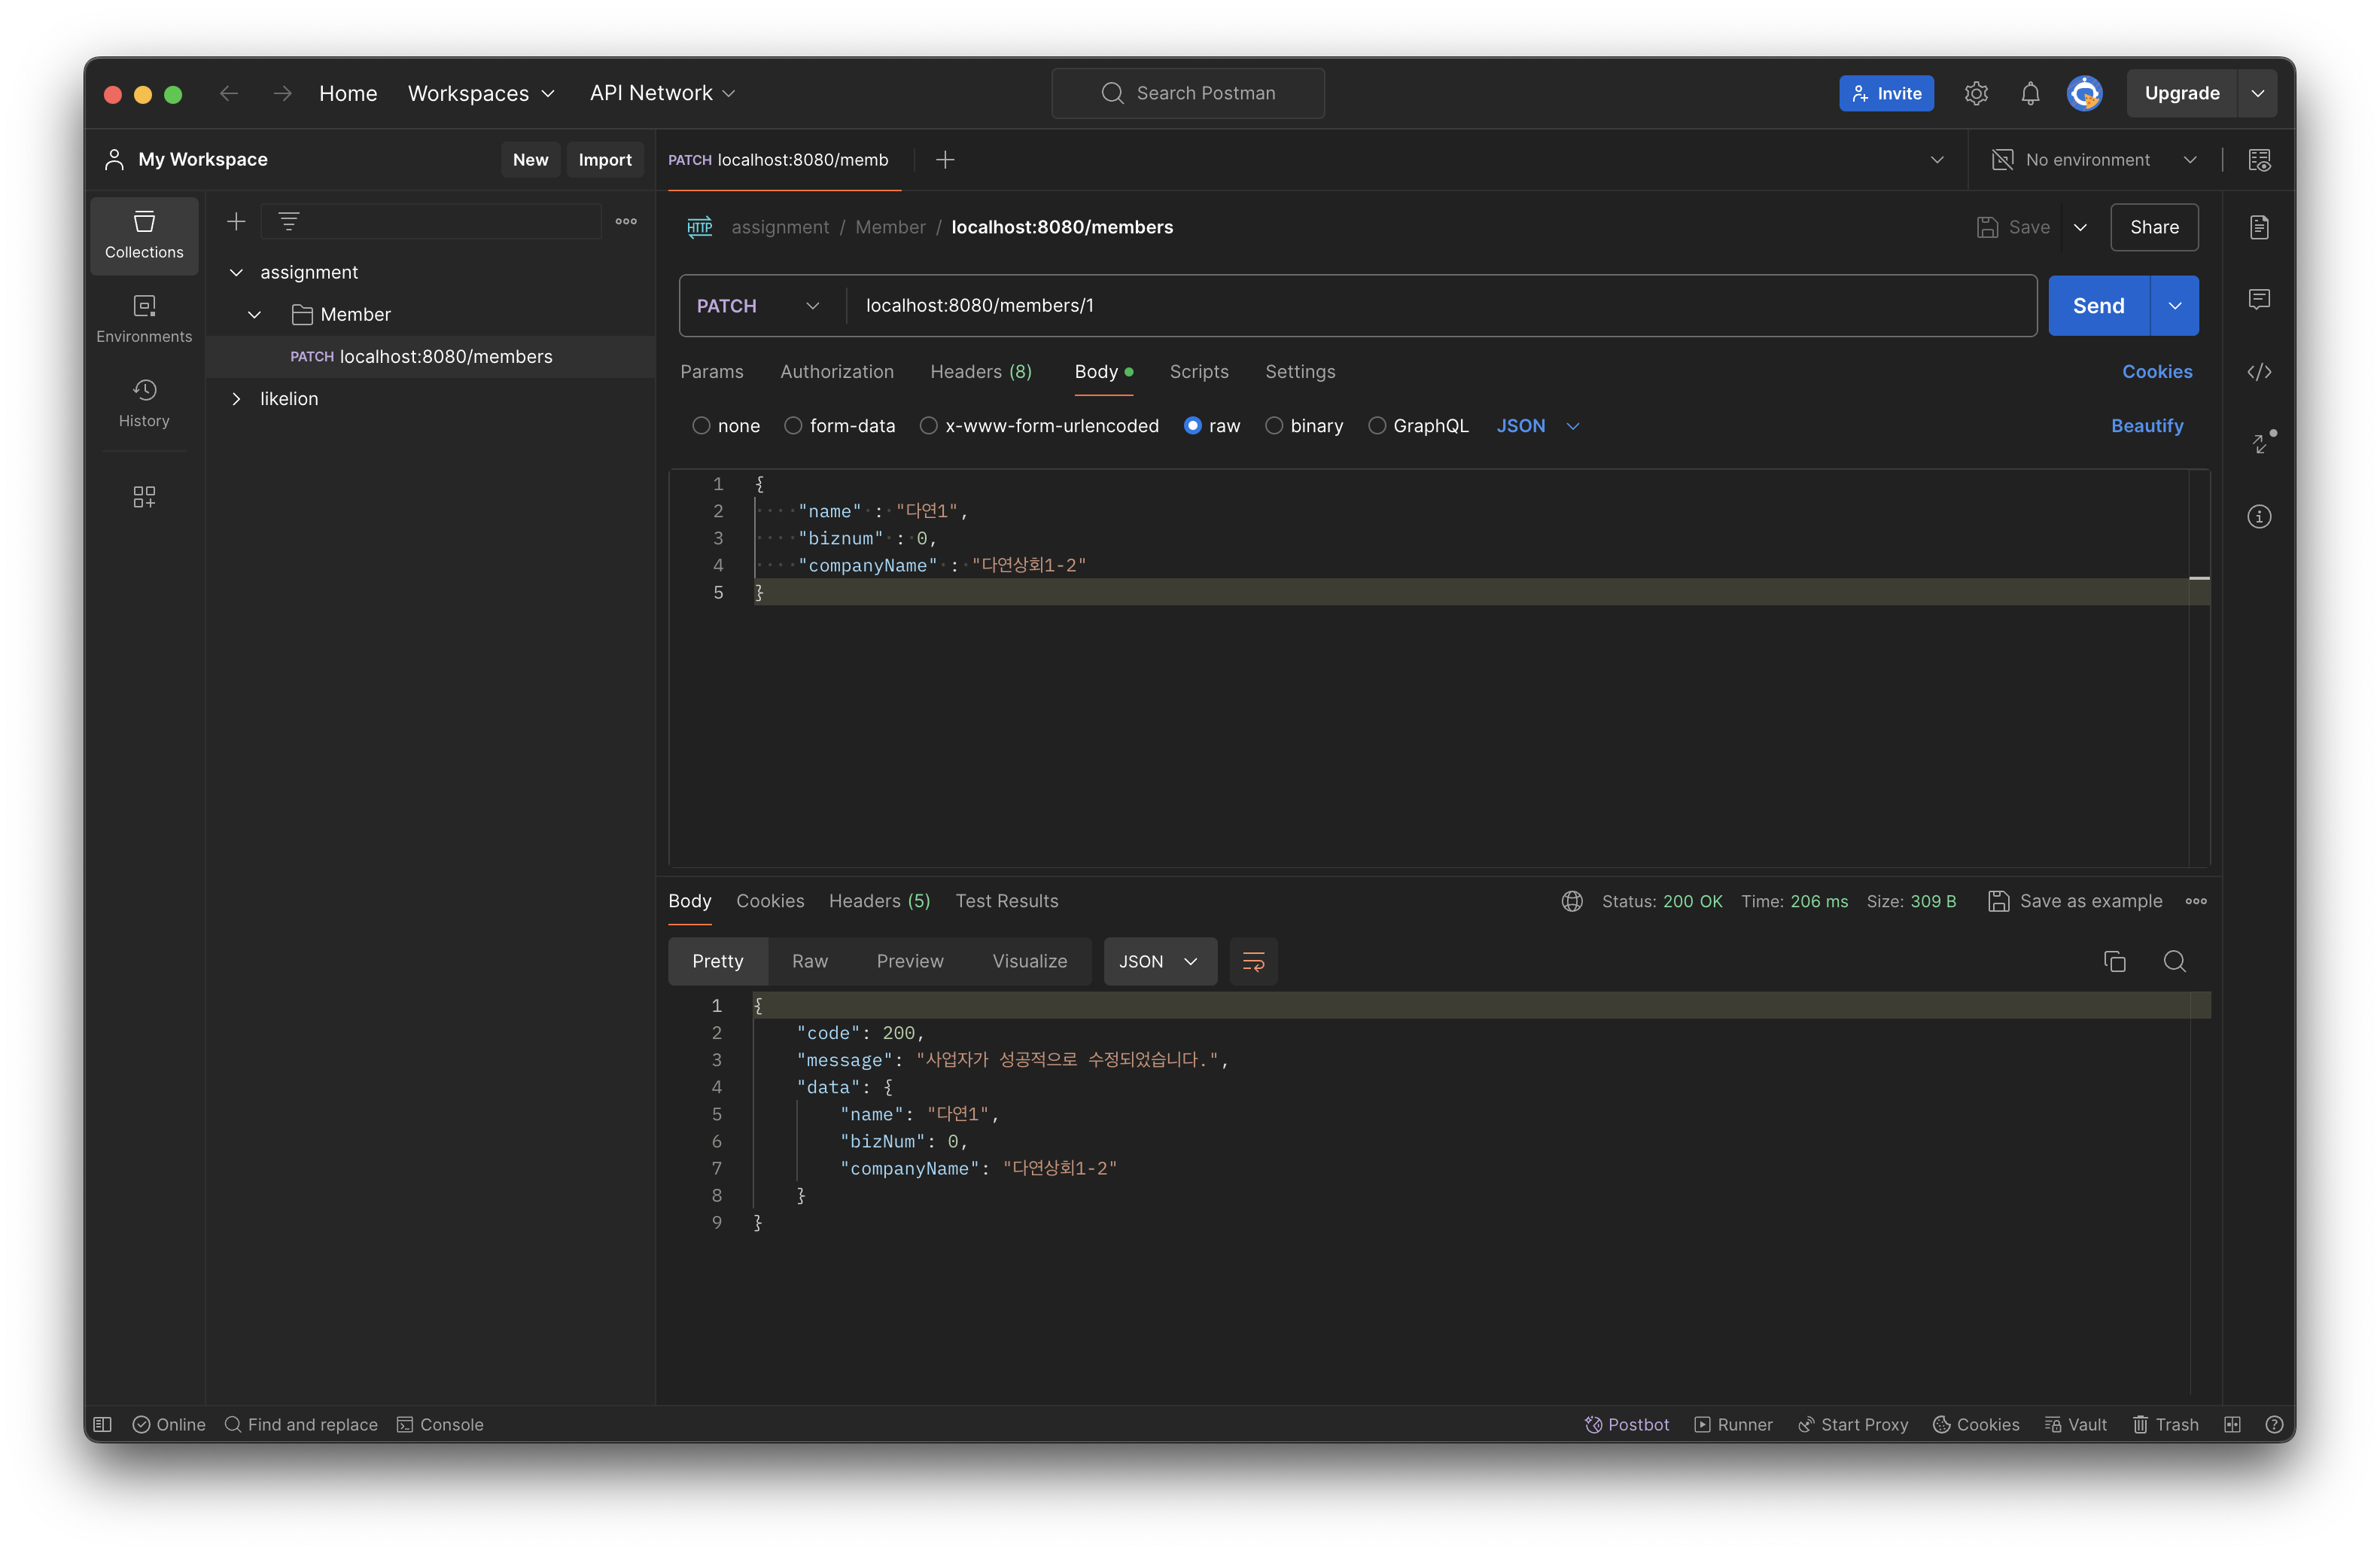 Home Workspaces API Network Search Postman Invite Upgrade
My Workspace New Import PATCH localhost:8080/memb No environment
Collections
Environments
History
assignment
Member
PATCH localhost:8080/members
likelion
HTTP assignment / Member / localhost:8080/members Save Share
PATCH localhost:8080/members/1 Send
Params Authorization Headers (8) Body Scripts Settings Cookies
none form-data x-www-form-urlencoded raw binary GraphQL JSON Beautify
1 {
2 "name" : "다연1",
3 "biznum" : 0,
4 "companyName" : "다연상회1-2"
5 }
Body Cookies Headers (5) Test Results Status: 200 OK Time: 206 ms Size: 309 B Save as example
Pretty Raw Preview Visualize JSON
1 {
2 "code": 200,
3 "message": "사업자가 성공적으로 수정되었습니다.",
4 "data": {
5 "name": "다연1",
6 "bizNum": 0,
7 "companyName": "다연상회1-2"
8 }
9 }
Online Find and replace Console Postbot Runner Start Proxy Cookies Vault Trash